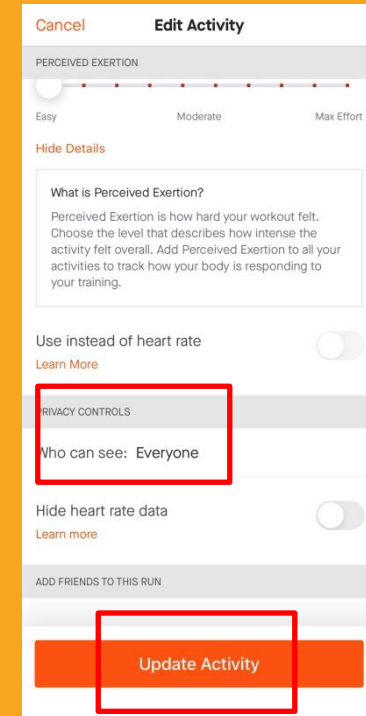 Cancel
Edit Activity
PERCEIVED EXERTION
Easy
Moderate
Max Effort
Hide Details
What is Perceived Exertion?
Perceived Exertion is how hard your workout felt.
Choose the level that describes how intense the
activity felt overall. Add Perceived Exertion to all your
activities to track how your body is responding to
your training.
Use instead of heart rate
Learn More
PRIVACY CONTROLS
Who can see: Everyone
Hide heart rate data
Learn more
ADD FRIENDS TO THIS RUN
Update Activity